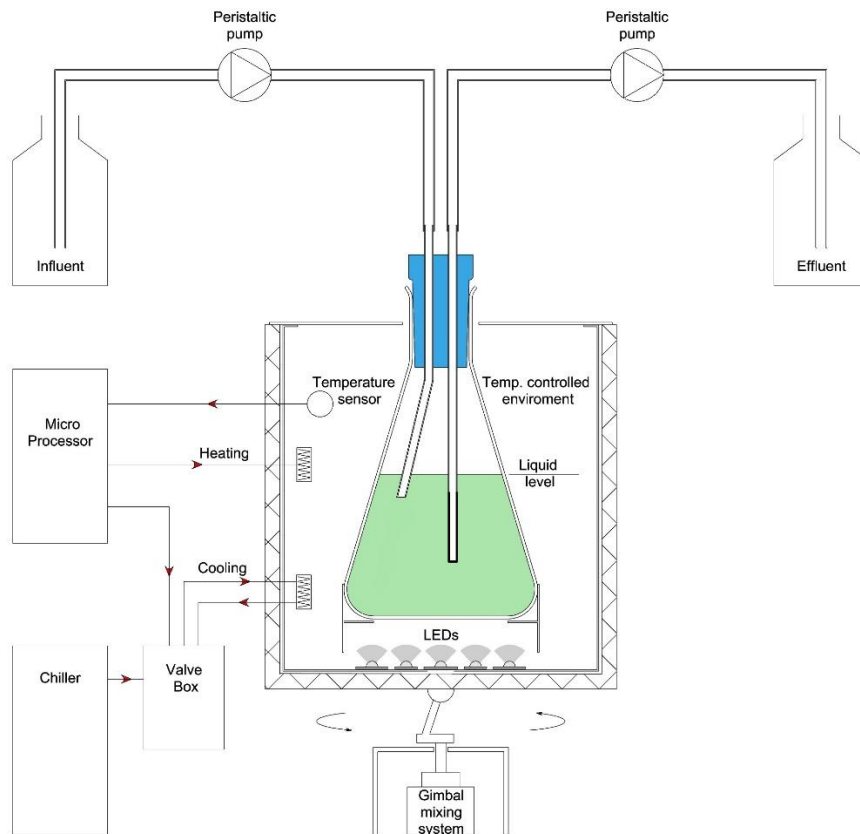 Peristaltic
pump
Peristaltic
pump
Influent
Effluent
Temperature
sensor
Temp. controlled
enviroment
Micro
Processor
Heating
Liquid
level
Cooling
LEDs
Chiller
Valve
Box
Gimbal
mixing
system